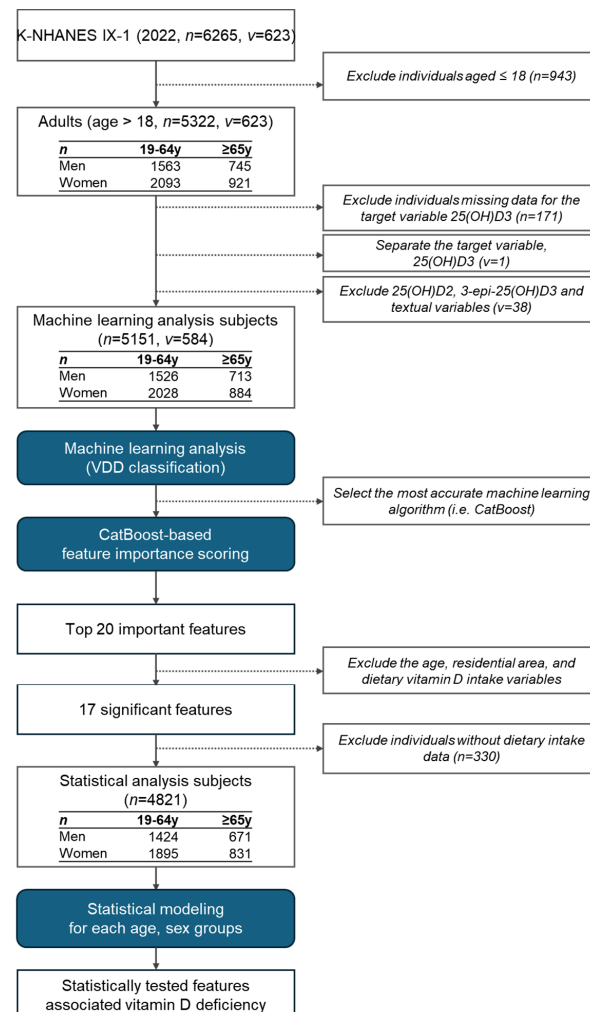 K-NHANES IX-1 (2022, n=6265, v=623)
Exclude individuals aged ≤ 18 (n=943)
Adults (age > 18, n=5322, v=623)
n 19-64y ≥65y
Men 1563 745
Women 2093 921
Exclude individuals missing data for the
target variable 25(OH)D3 (n=171)
Separate the target variable,
25(OH)D3 (v=1)
Exclude 25(OH)D2, 3-epi-25(OH)D3 and
textual variables (v=38)
Machine learning analysis subjects
(n=5151, v=584)
n 19-64y ≥65y
Men 1526 713
Women 2028 884
Machine learning analysis
(VDD classification)
Select the most accurate machine learning
algorithm (i.e. CatBoost)
CatBoost-based
feature importance scoring
Top 20 important features
Exclude the age, residential area, and
dietary vitamin D intake variables
17 significant features
Exclude individuals without dietary intake
data (n=330)
Statistical analysis subjects
(n=4821)
n 19-64y ≥65y
Men 1424 671
Women 1895 831
Statistical modeling
for each age, sex groups
Statistically tested features
associated vitamin D deficiency